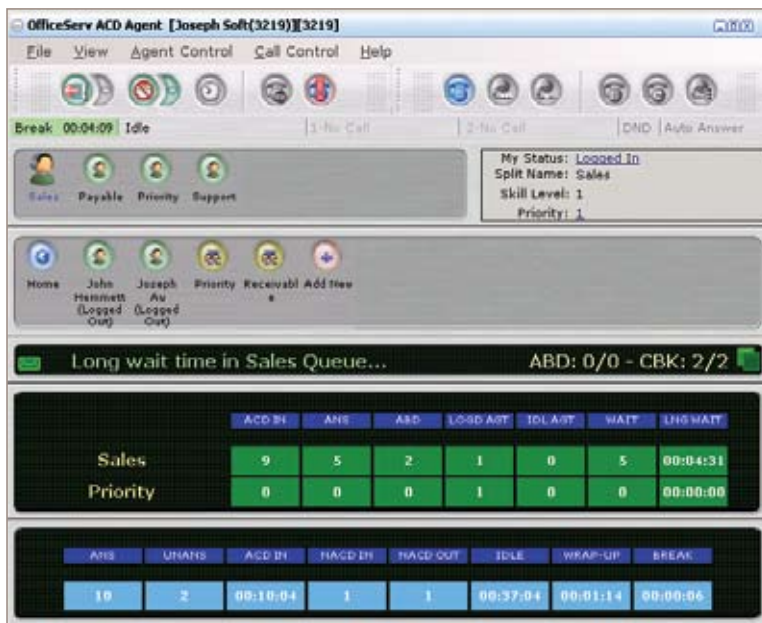 OfficeServ ACD Agent [Joseph Soft(3219)][3219]
File View Agent Control Call Control Help
Break 00:04:09 Idle 1-No Call 2-No Call DND Auto Answer
Sales Payable Priority Support
My Status: Logged In
Split Name: Sales
Skill Level: 1
Priority: 1
Home John Hemmett (Logged Out) Joseph Au (Logged Out) Priority Receivable Add New
Long wait time in Sales Queue... ABD: 0/0 - CBK: 2/2
ACD IN ANS ABD LOGD AGT IDL AGT WAIT LNG WAIT
Sales 9 5 2 1 0 5 00:04:31
Priority 0 0 0 1 0 0 00:00:00
ANS UNANS ACD IN NACD IN NACD OUT IDLE WRAP-UP BREAK
10 2 00:10:04 1 1 00:37:04 00:01:14 00:00:06